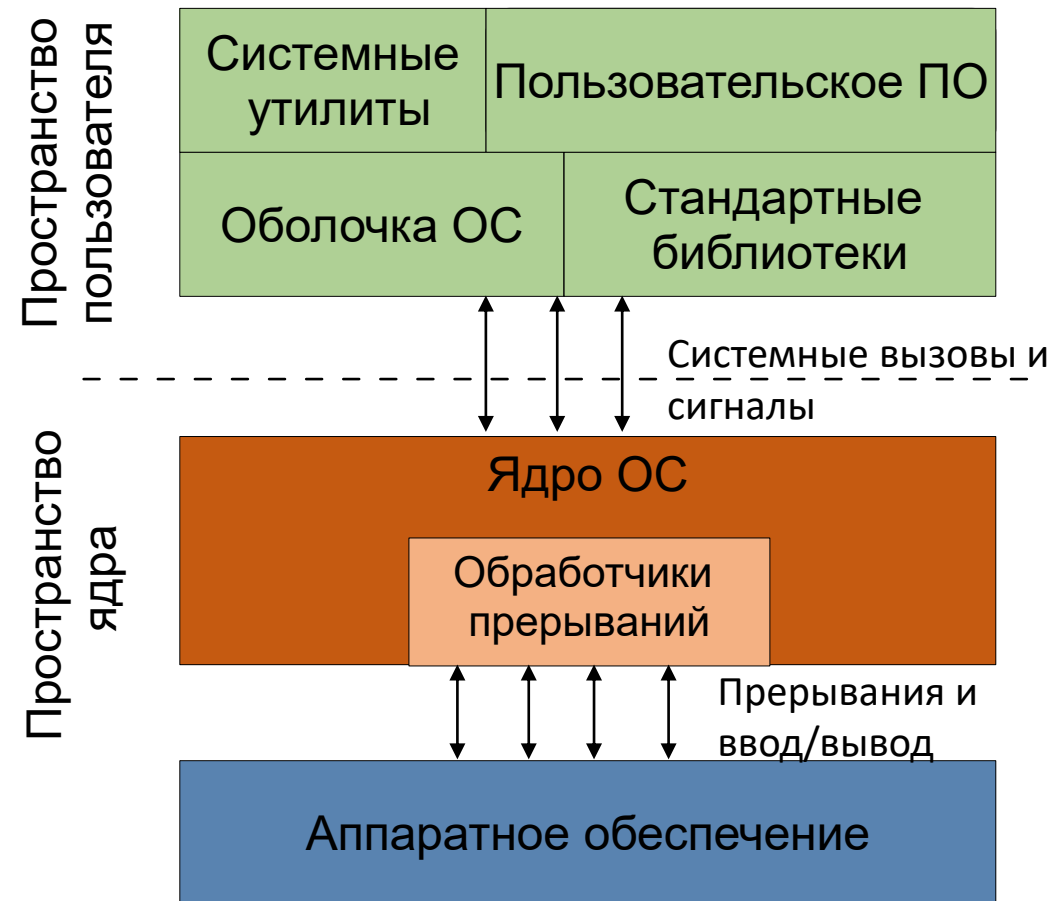 Пространство
пользователя
Системные
утилиты
Пользовательское ПО
Оболочка ОС
Стандартные
библиотеки
Системные вызовы и
сигналы
Пространство
ядра
Ядро ОС
Обработчики
прерываний
Прерывания и
ввод/вывод
Аппаратное обеспечение